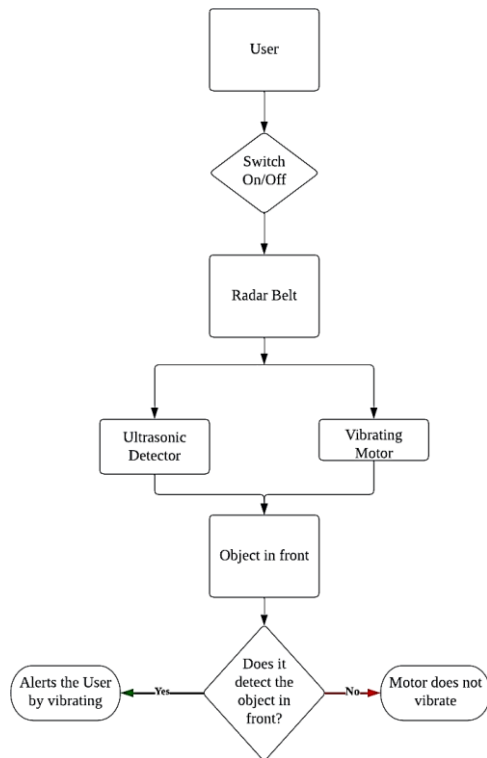 User
Switch
On/Off
Radar Belt
Ultrasonic
Detector
Vibrating
Motor
Object in front
Does it
detect the
object in
front?
Alerts the User
by vibrating
Yes
No
Motor does not
vibrate